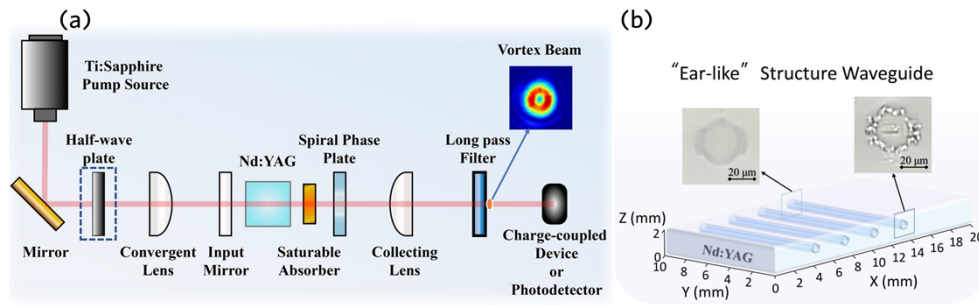 (a)
Ti:Sapphire
Pump Source
Half-wave
plate
Mirror
Convergent
Lens
Input
Mirror
Nd:YAG
Saturable
Absorber
Spiral Phase
Plate
Collecting
Lens
Long pass
Filter
Vortex Beam
Charge-coupled
Device
or
Photodetector
(b)
"Ear-like" Structure Waveguide
20 μm
20 μm
Z (mm)
2
0
Nd:YAG
10 8 6 4 2 0
Y (mm)
0 2 4 6 8 10 12 14 16 18 20
X (mm)